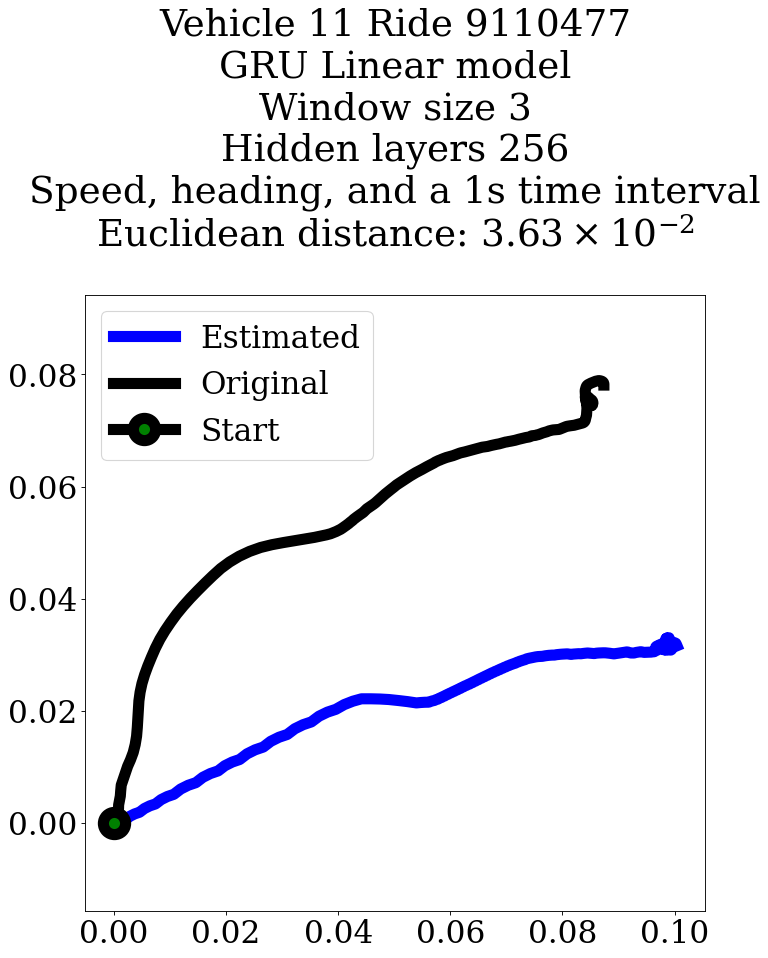 Vehicle 11 Ride 9110477
GRU Linear model
Window size 3
Hidden layers 256
Speed, heading, and a 1s time interval
Euclidean distance: 3.63 × 10⁻²
Estimated
Original
Start
0.08
0.06
0.04
0.02
0.00
0.00 0.02 0.04 0.06 0.08 0.10